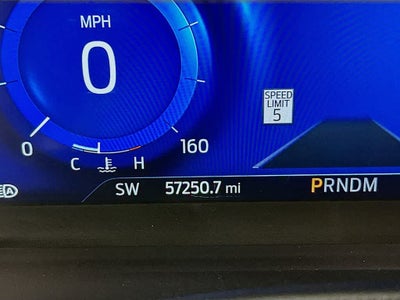 MPH
0
SPEED
LIMIT
5
0 160
C H
SW 57250.7 mi PRNDM